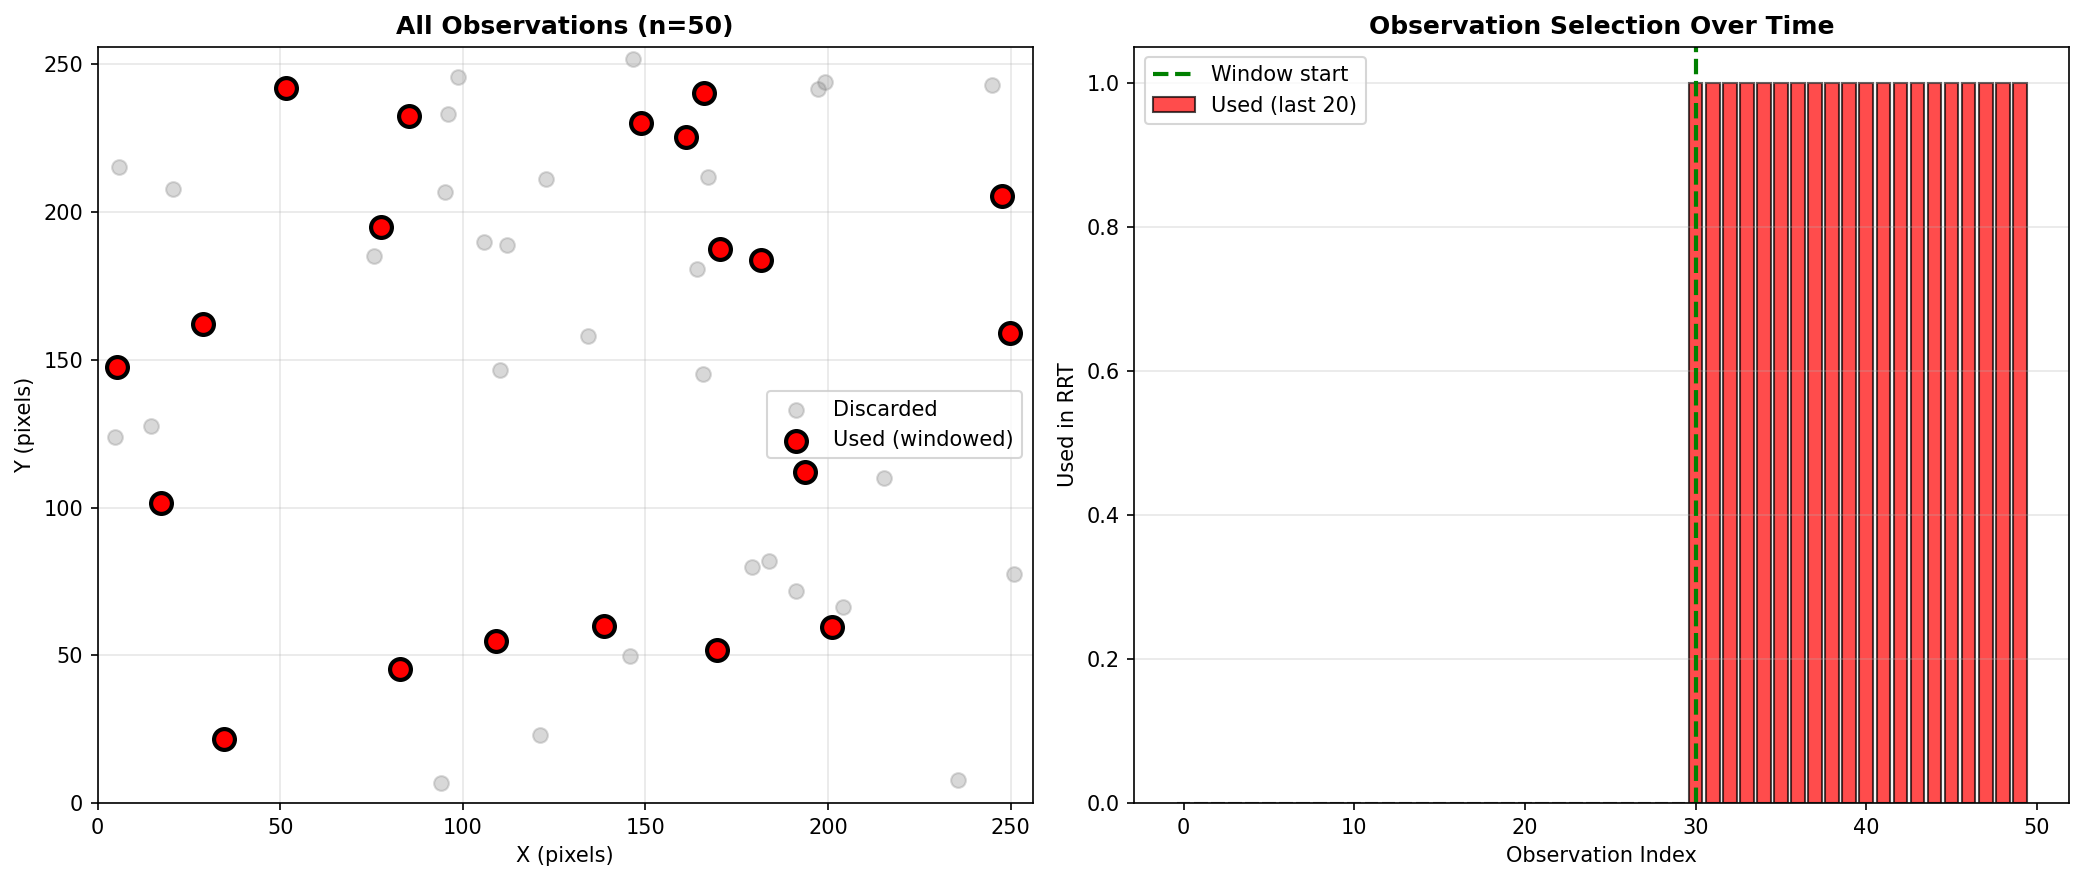 All Observations (n=50)
250
200
150
100
50
0
Y (pixels)
0 50 100 150 200 250
X (pixels)
Discarded
Used (windowed)
Observation Selection Over Time
1.0
0.8
0.6
0.4
0.2
0.0
Used in RRT
0 10 20 30 40 50
Observation Index
Window start
Used (last 20)